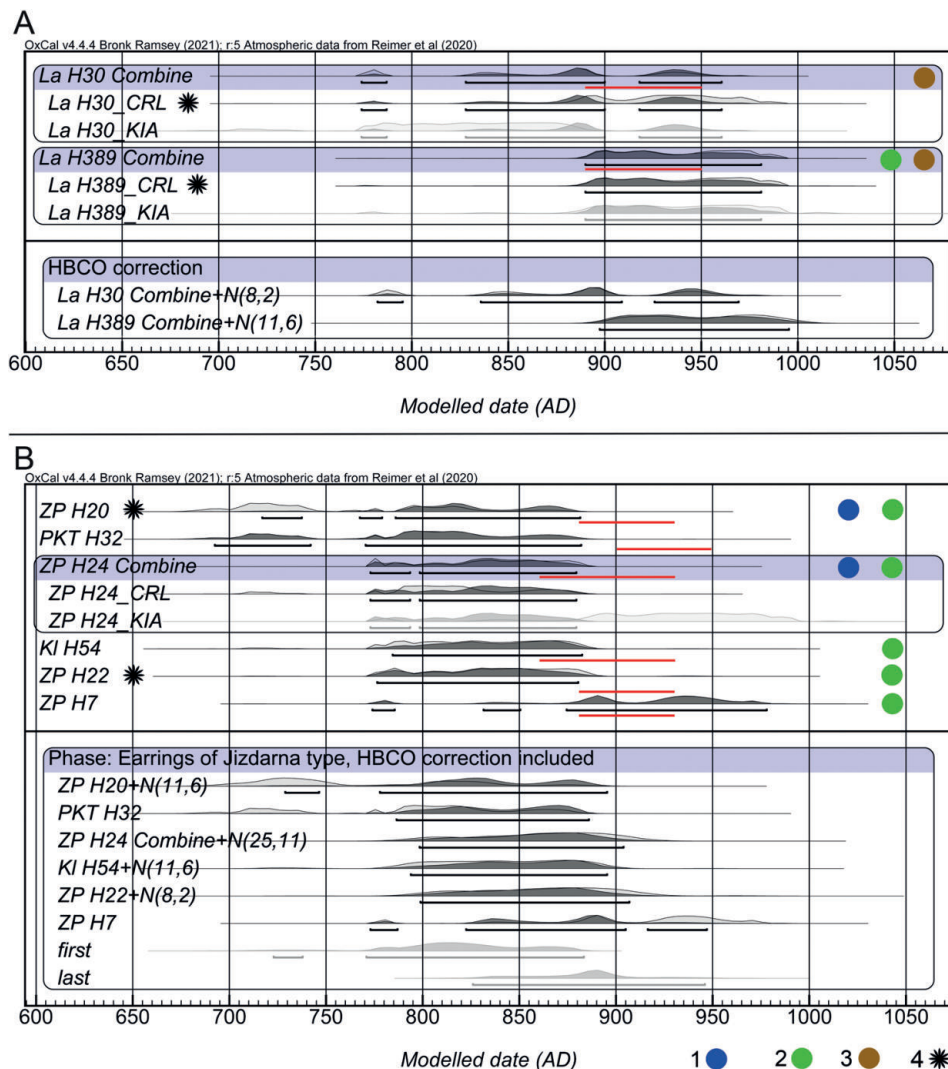 A
OxCal v4.4.4 Bronk Ramsey (2021); r:5 Atmospheric data from Reimer et al (2020)
La H30 Combine
La H30_CRL
La H30_KIA
La H389 Combine
La H389_CRL
La H389_KIA
HBCO correction
La H30 Combine+N(8,2)
La H389 Combine+N(11,6)
600 650 700 750 800 850 900 950 1000 1050
Modelled date (AD)
B
OxCal v4.4.4 Bronk Ramsey (2021); r:5 Atmospheric data from Reimer et al (2020)
ZP H20
PKT H32
ZP H24 Combine
ZP H24_CRL
ZP H24_KIA
KI H54
ZP H22
ZP H7
Phase: Earrings of Jizdarna type, HBCO correction included
ZP H20+N(11,6)
PKT H32
ZP H24 Combine+N(25,11)
KI H54+N(11,6)
ZP H22+N(8,2)
ZP H7
first
last
600 650 700 750 800 850 900 950 1000 1050
Modelled date (AD)
1 2 3 4